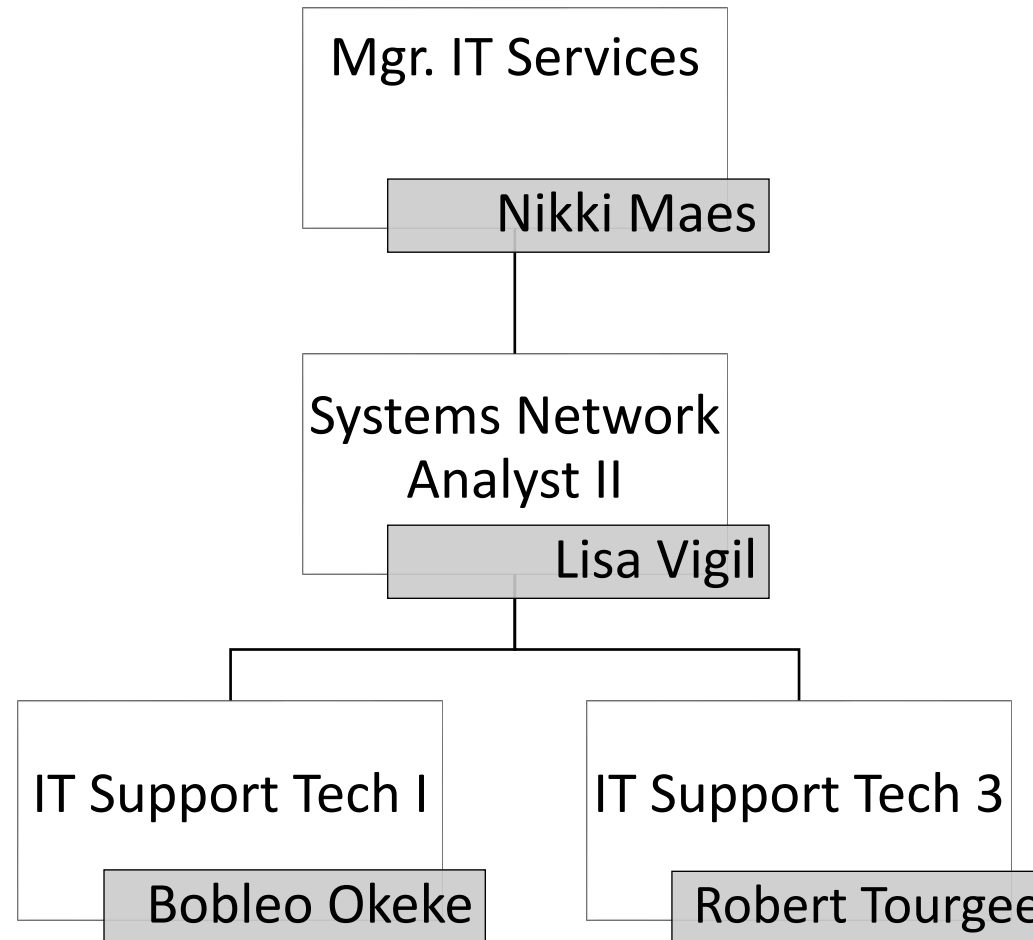 Mgr. IT Services
Nikki Maes
Systems Network
Analyst II
Lisa Vigil
IT Support Tech I
Bobleo Okeke
IT Support Tech 3
Robert Tourgee